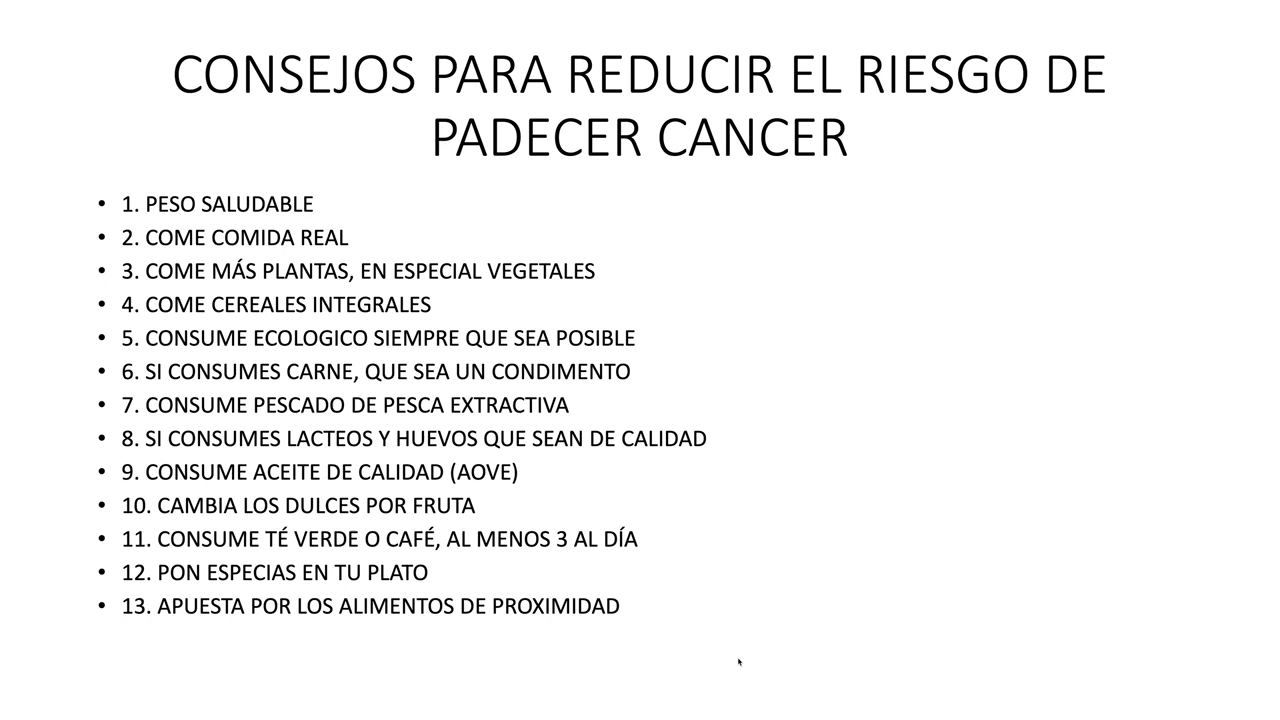 CONSEJOS PARA REDUCIR EL RIESGO DE
PADECER CANCER
• 1. PESO SALUDABLE
• 2. COME COMIDA REAL
• 3. COME MÁS PLANTAS, EN ESPECIAL VEGETALES
• 4. COME CEREALES INTEGRALES
• 5. CONSUME ECOLOGICO SIEMPRE QUE SEA POSIBLE
• 6. SI CONSUMES CARNE, QUE SEA UN CONDIMENTO
• 7. CONSUME PESCADO DE PESCA EXTRACTIVA
• 8. SI CONSUMES LACTEOS Y HUEVOS QUE SEAN DE CALIDAD
• 9. CONSUME ACEITE DE CALIDAD (AOVE)
• 10. CAMBIA LOS DULCES POR FRUTA
• 11. CONSUME TÉ VERDE O CAFÉ, AL MENOS 3 AL DÍA
• 12. PON ESPECIAS EN TU PLATO
• 13. APUESTA POR LOS ALIMENTOS DE PROXIMIDAD